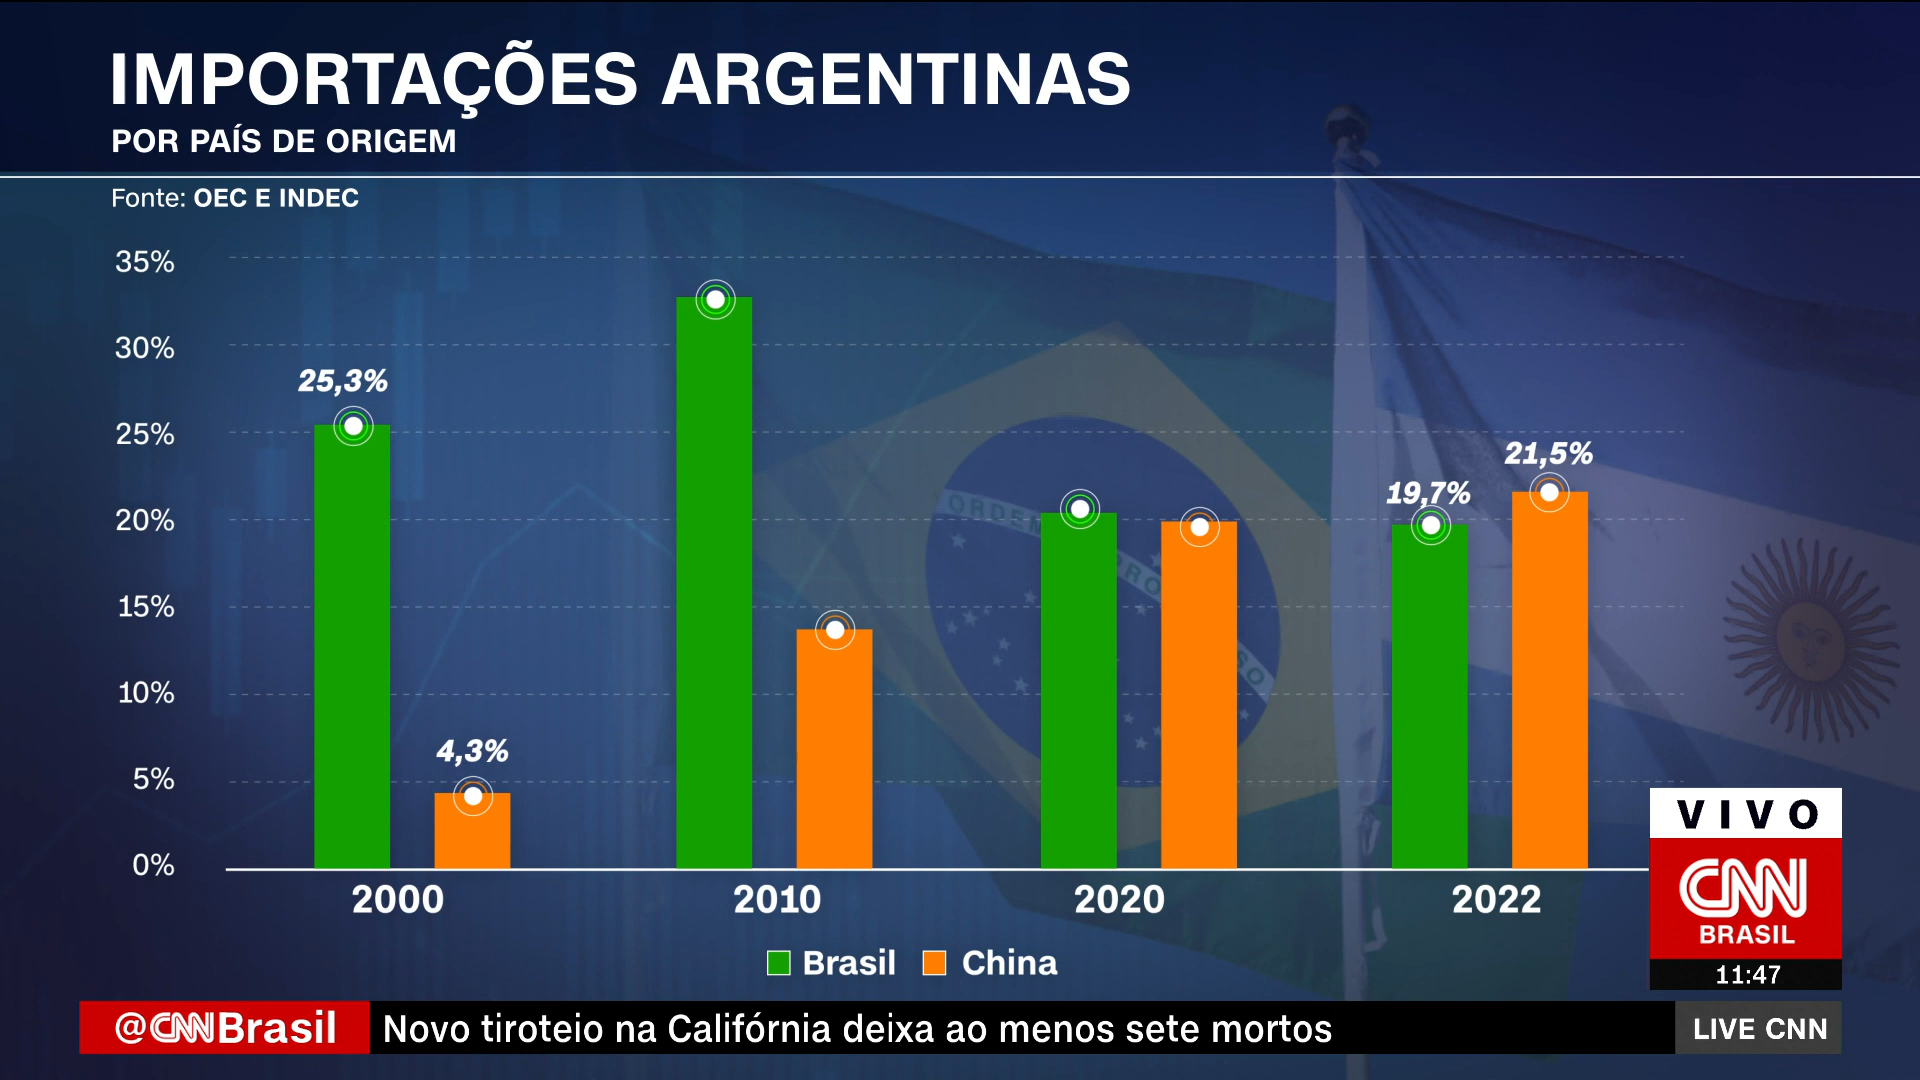 IMPORTAÇÕES ARGENTINAS
POR PAÍS DE ORIGEM
Fonte: OEC E INDEC
35%
30%
25%
20%
15%
10%
5%
0%
25,3%
4,3%
19,7%
21,5%
2000
2010
2020
2022
Brasil
China
VIVO
CNN
BRASIL
11:47
@CNNBrasil
Novo tiroteio na Califórnia deixa ao menos sete mortos
LIVE CNN